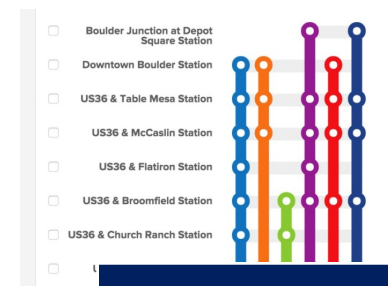 Boulder Junction at Depot
Square Station
Downtown Boulder Station
US36 & Table Mesa Station
US36 & McCaslin Station
US36 & Flatiron Station
US36 & Broomfield Station
US36 & Church Ranch Station